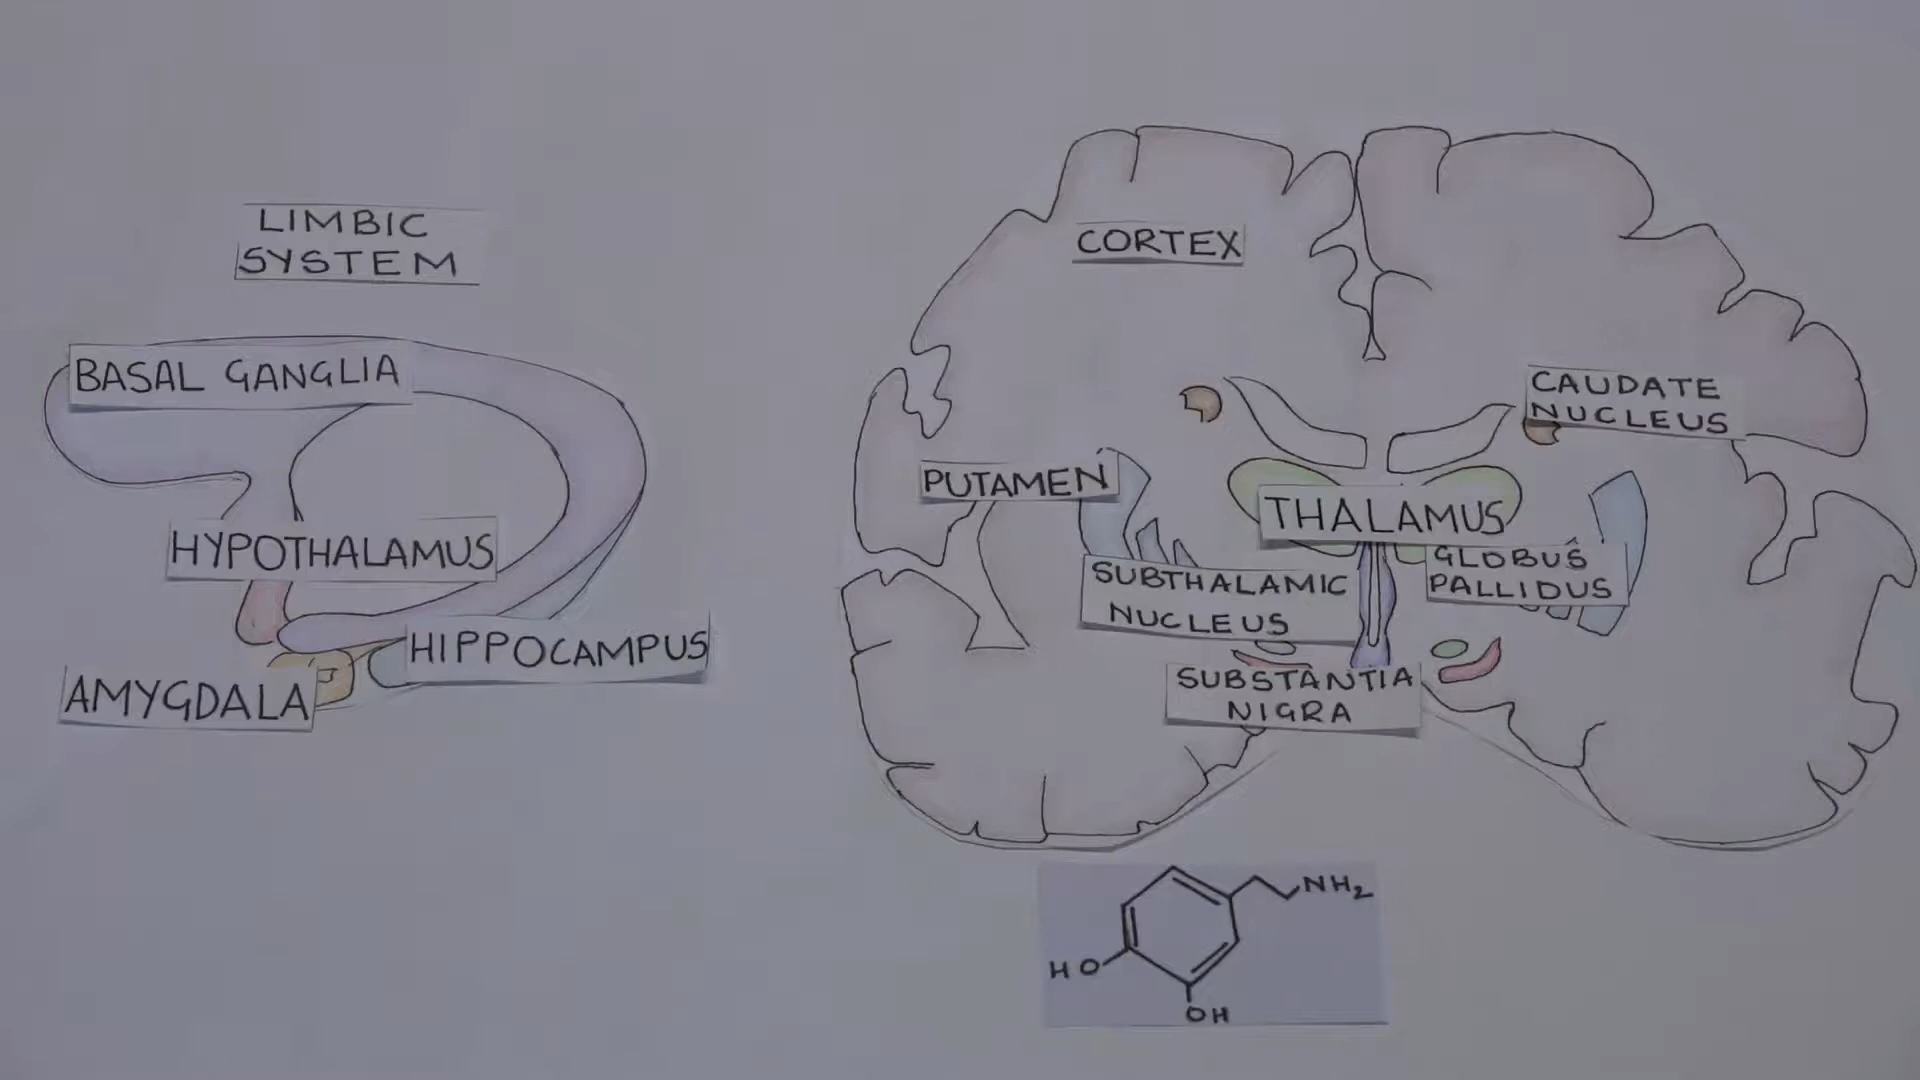 LIMBIC
SYSTEM
BASAL GANGLIA
HYPOTHALAMUS
HIPPOCAMPUS
AMYGDALA
CORTEX
CAUDATE
NUCLEUS
PUTAMEN
THALAMUS
GLOBUS
PALLIDUS
SUBTHALAMIC
NUCLEUS
SUBSTANTIA
NIGRA
NH2
HO
OH